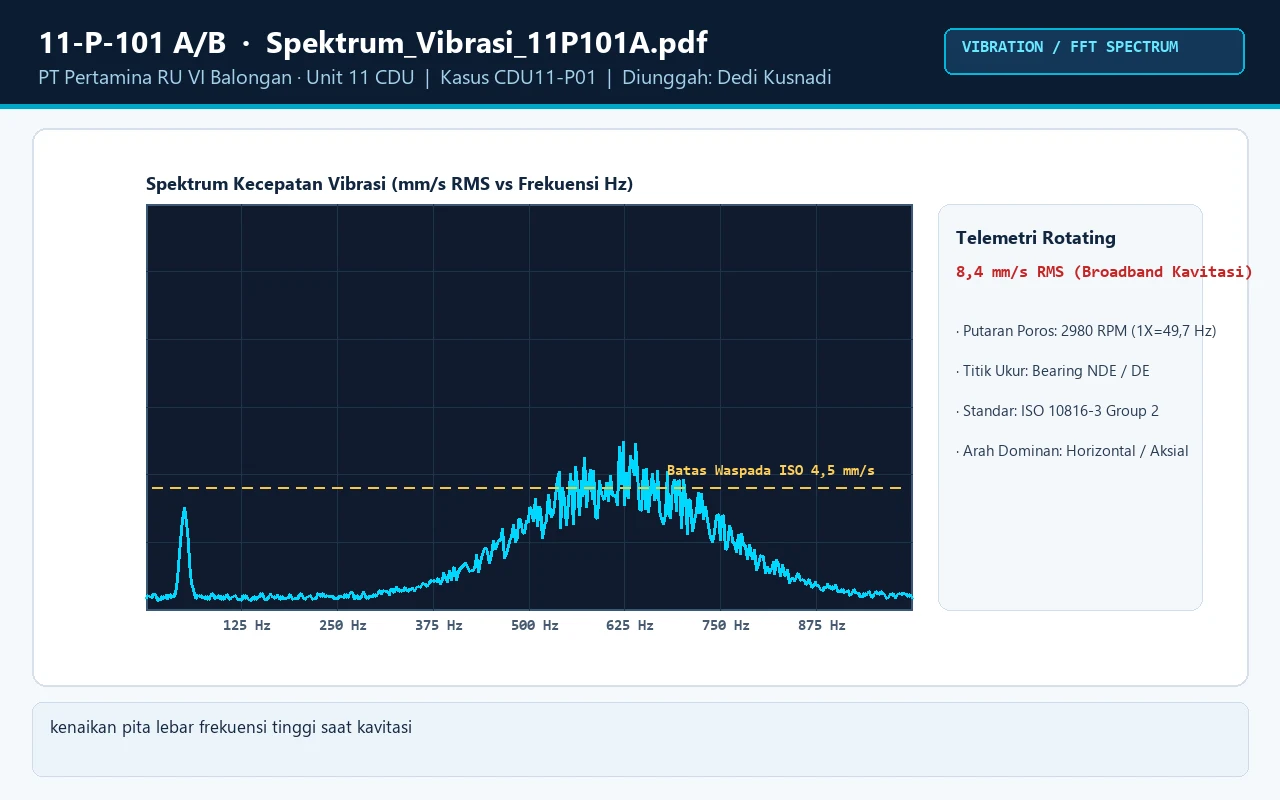 11-P-101 A/B · Spektrum_Vibrasi_11P101A.pdf
PT Pertamina RU VI Balongan · Unit 11 CDU | Kasus CDU11-P01 | Diunggah: Dedi Kusnadi
VIBRATION / FFT SPECTRUM
Spektrum Kecepatan Vibrasi (mm/s RMS vs Frekuensi Hz)
Batas Waspada ISO 4,5 mm/s
125 Hz
250 Hz
375 Hz
500 Hz
625 Hz
750 Hz
875 Hz
Telemetri Rotating
8,4 mm/s RMS (Broadband Kavitasi)
· Putaran Poros: 2980 RPM (1X=49,7 Hz)
· Titik Ukur: Bearing NDE / DE
· Standar: ISO 10816-3 Group 2
· Arah Dominan: Horizontal / Aksial
kenaikan pita lebar frekuensi tinggi saat kavitasi